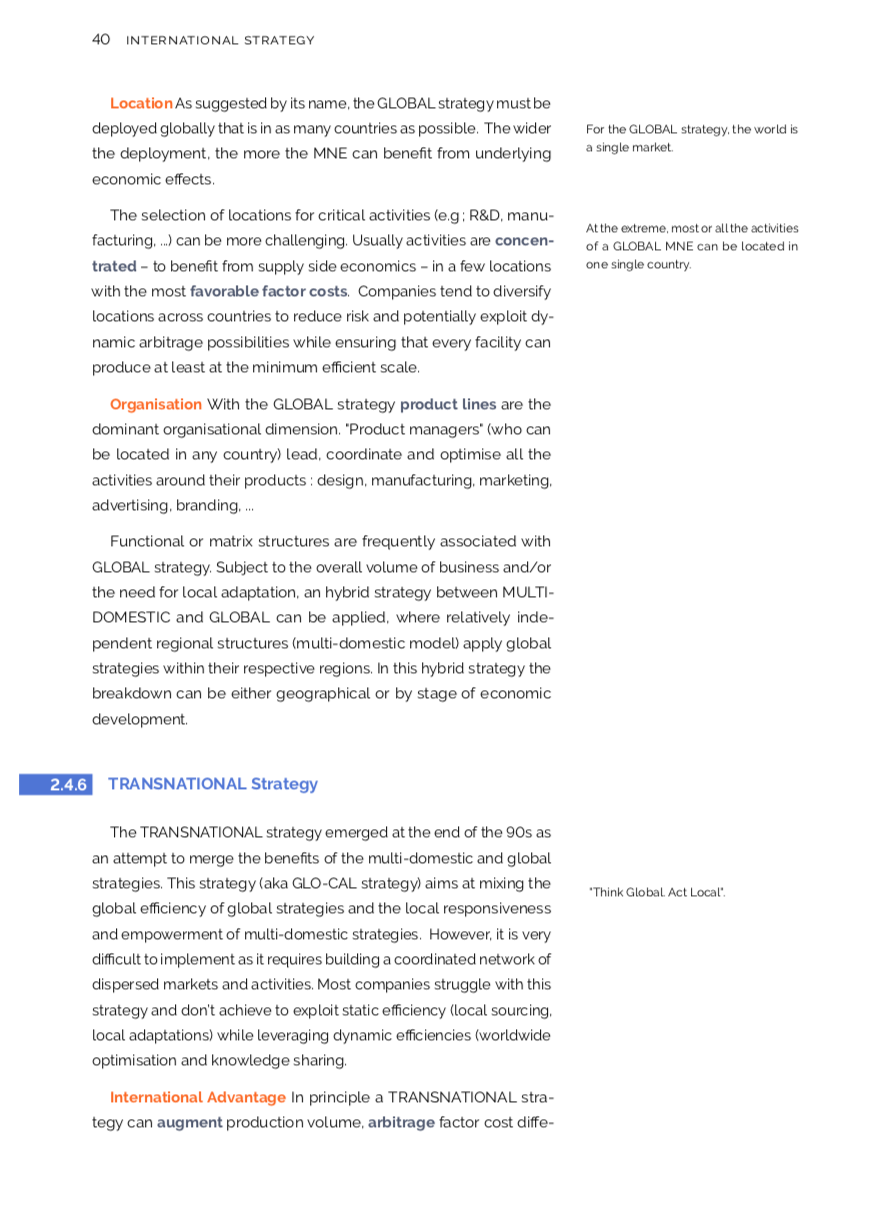 40 INTERNATIONAL STRATEGY
Location As suggested by its name, the GLOBAL strategy must be
deployed globally that is in as many countries as possible. The wider
the deployment, the more the MNE can benefit from underlying
economic effects.
For the GLOBAL strategy, the world is
a single market.
The selection of locations for critical activities (e.g ; R&D, manu-
facturing, ...) can be more challenging. Usually activities are concen-
trated – to benefit from supply side economics – in a few locations
with the most favorable factor costs. Companies tend to diversify
locations across countries to reduce risk and potentially exploit dy-
namic arbitrage possibilities while ensuring that every facility can
produce at least at the minimum efficient scale.
At the extreme, most or all the activities
of a GLOBAL MNE can be located in
one single country.
Organisation With the GLOBAL strategy product lines are the
dominant organisational dimension. "Product managers" (who can
be located in any country) lead, coordinate and optimise all the
activities around their products : design, manufacturing, marketing,
advertising, branding, ...
Functional or matrix structures are frequently associated with
GLOBAL strategy. Subject to the overall volume of business and/or
the need for local adaptation, an hybrid strategy between MULTI-
DOMESTIC and GLOBAL can be applied, where relatively inde-
pendent regional structures (multi-domestic model) apply global
strategies within their respective regions. In this hybrid strategy the
breakdown can be either geographical or by stage of economic
development.
2.4.6 TRANSNATIONAL Strategy
The TRANSNATIONAL strategy emerged at the end of the 90s as
an attempt to merge the benefits of the multi-domestic and global
strategies. This strategy (aka GLO-CAL strategy) aims at mixing the
global efficiency of global strategies and the local responsiveness
and empowerment of multi-domestic strategies. However, it is very
difficult to implement as it requires building a coordinated network of
dispersed markets and activities. Most companies struggle with this
strategy and don't achieve to exploit static efficiency (local sourcing,
local adaptations) while leveraging dynamic efficiencies (worldwide
optimisation and knowledge sharing.
"Think Global. Act Local".
International Advantage In principle a TRANSNATIONAL stra-
tegy can augment production volume, arbitrage factor cost diffe-